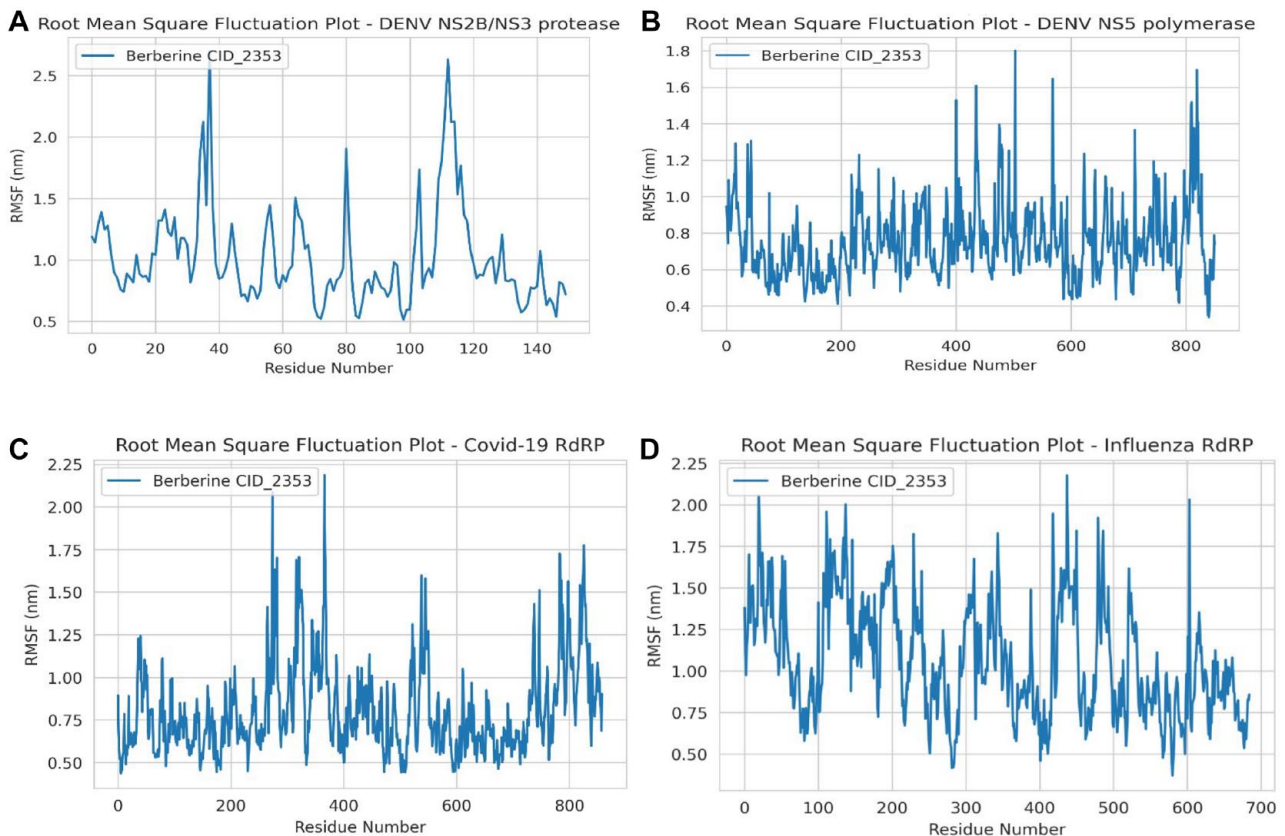 A Root Mean Square Fluctuation Plot - DENV NS2B/NS3 protease
Berberine CID_2353
2.5
2.0
1.5
1.0
0.5
RMSF (nm)
0 20 40 60 80 100 120 140
Residue Number
B Root Mean Square Fluctuation Plot - DENV NS5 polymerase
Berberine CID_2353
1.8
1.6
1.4
1.2
1.0
0.8
0.6
0.4
RMSF (nm)
0 200 400 600 800
Residue Number
C Root Mean Square Fluctuation Plot - Covid-19 RdRP
Berberine CID_2353
2.25
2.00
1.75
1.50
1.25
1.00
0.75
0.50
RMSF (nm)
0 200 400 600 800
Residue Number
D Root Mean Square Fluctuation Plot - Influenza RdRP
Berberine CID_2353
2.25
2.00
1.75
1.50
1.25
1.00
0.75
0.50
RMSF (nm)
0 100 200 300 400 500 600 700
Residue Number